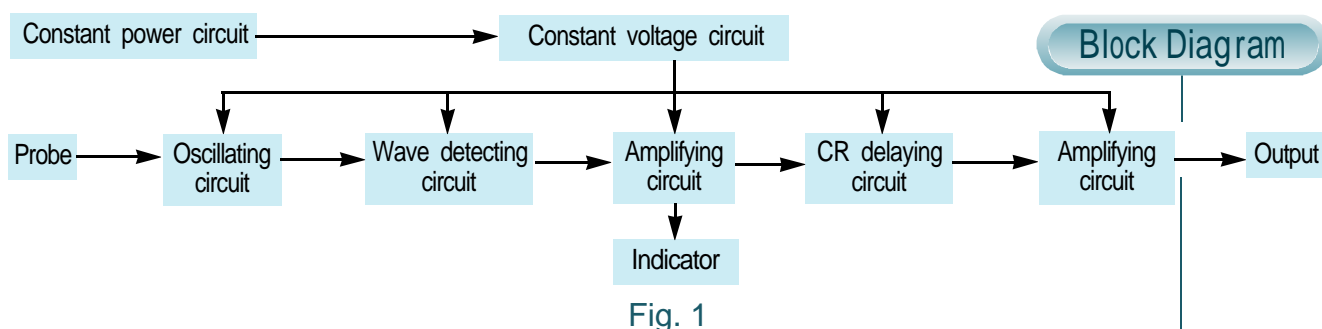 Constant power circuit
Constant voltage circuit
Block Diagram
Probe
Oscillating
circuit
Wave detecting
circuit
Amplifying
circuit
CR delaying
circuit
Amplifying
circuit
Output
Indicator
Fig. 1